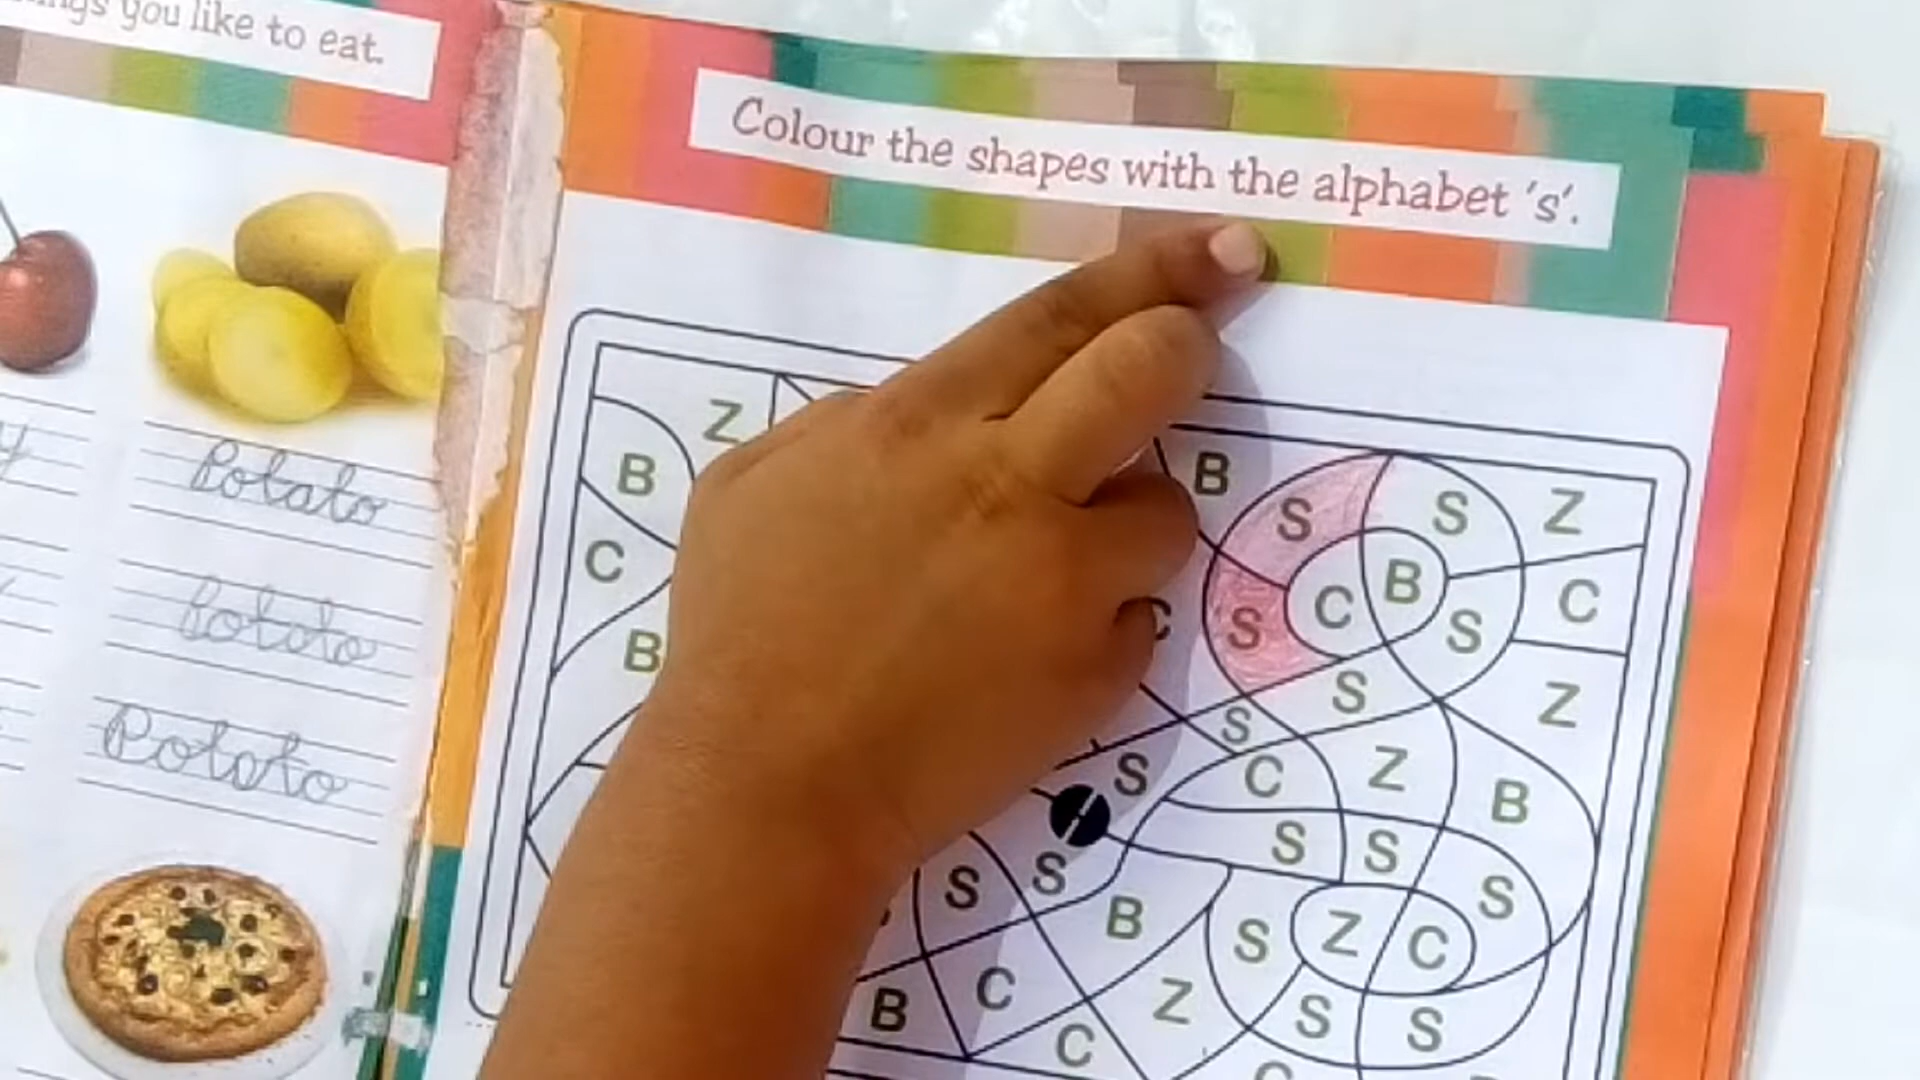 ngs you like to eat.
Potato
Potato
Potato
Colour the shapes with the alphabet 's'.
Z
B
C
B
B S S Z
C S C B S C
S Z
S
S C Z B
S S S
S S B S Z C
B C Z S S
C